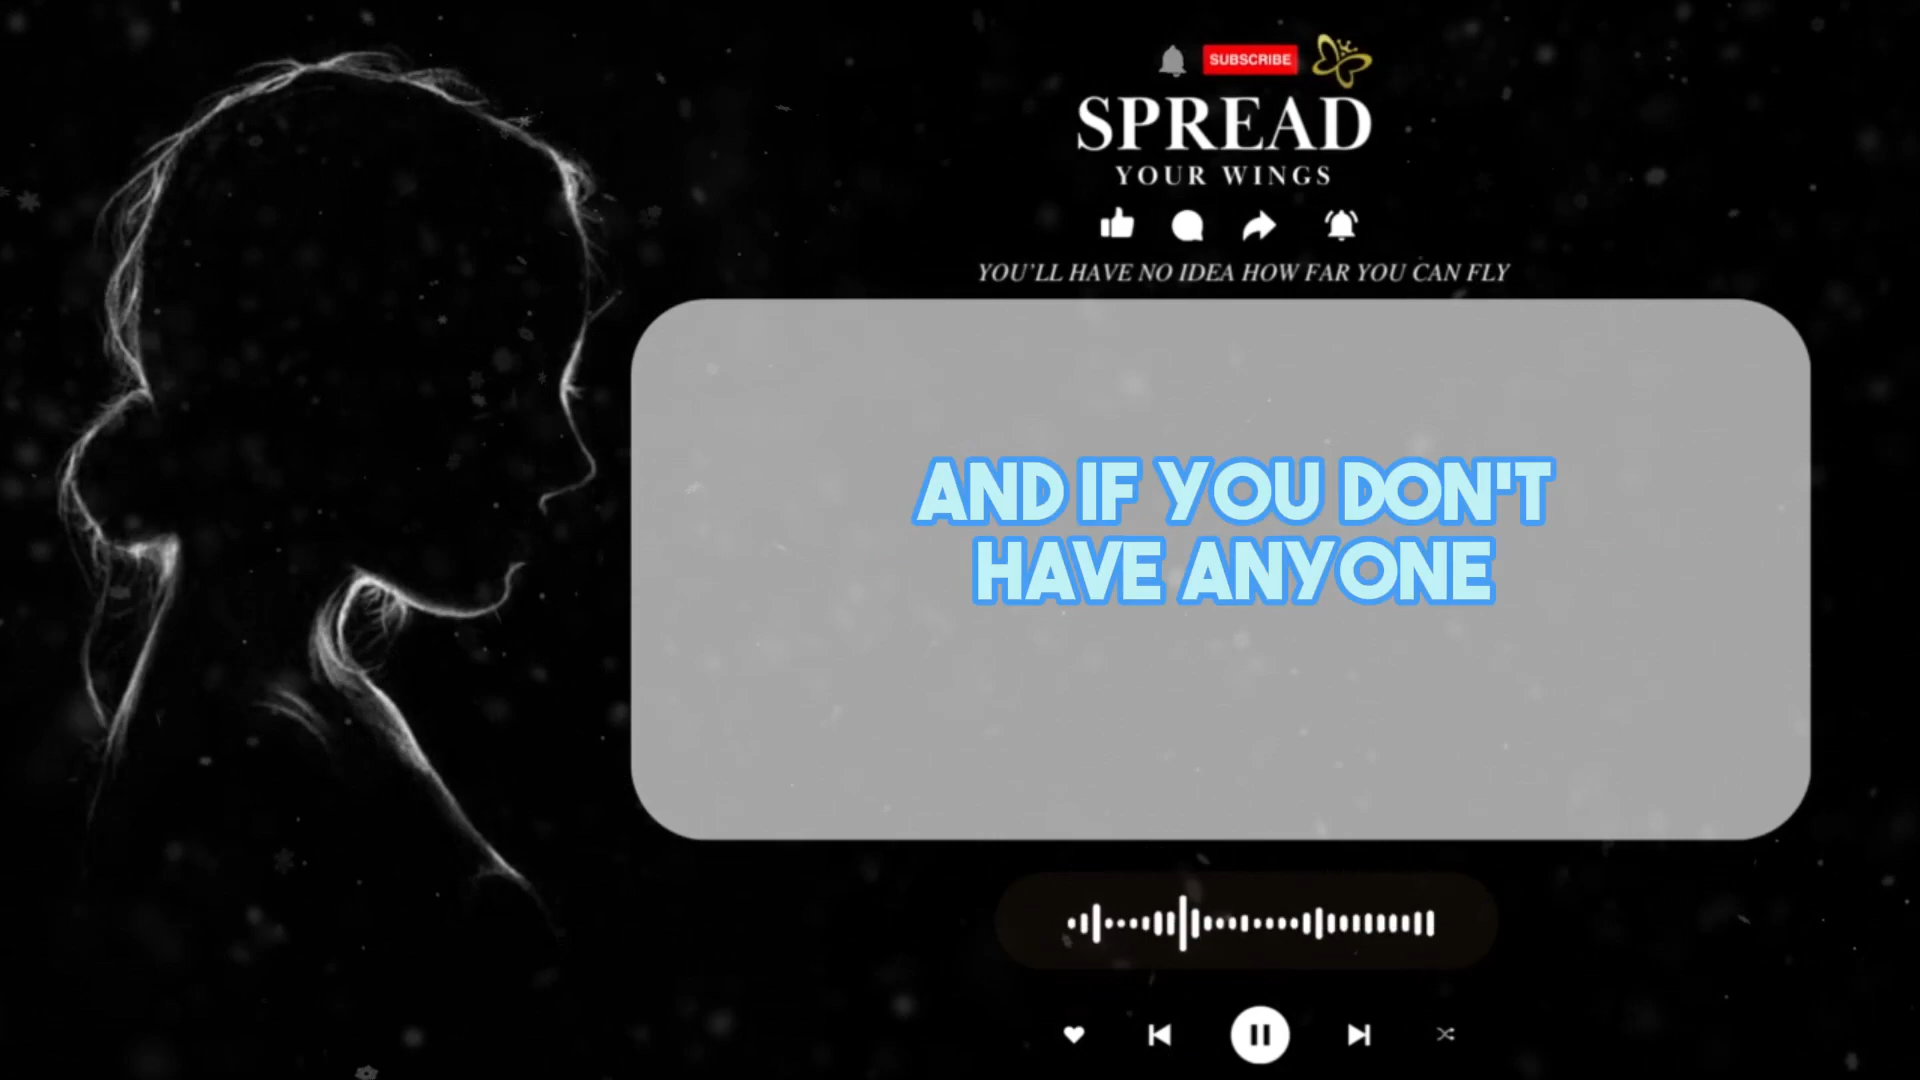 SUBSCRIBE
SPREAD
YOUR WINGS
YOU'LL HAVE NO IDEA HOW FAR YOU CAN FLY
AND IF YOU DON'T
HAVE ANYONE